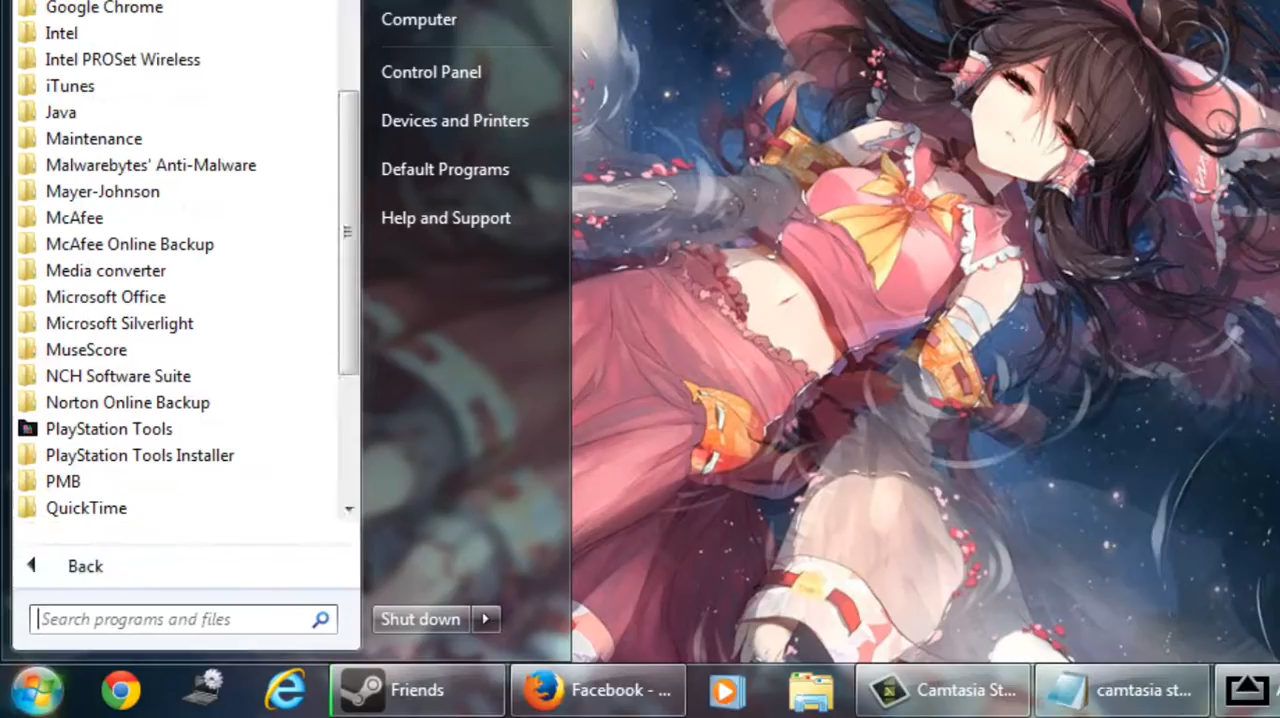 Google Chrome
Intel
Intel PROSet Wireless
iTunes
Java
Maintenance
Malwarebytes' Anti-Malware
Mayer-Johnson
McAfee
McAfee Online Backup
Media converter
Microsoft Office
Microsoft Silverlight
MuseScore
NCH Software Suite
Norton Online Backup
PlayStation Tools
PlayStation Tools Installer
PMB
QuickTime
Back
Search programs and files
Computer
Control Panel
Devices and Printers
Default Programs
Help and Support
Shut down
Friends
Facebook - ...
Camtasia St...
camtasia st...